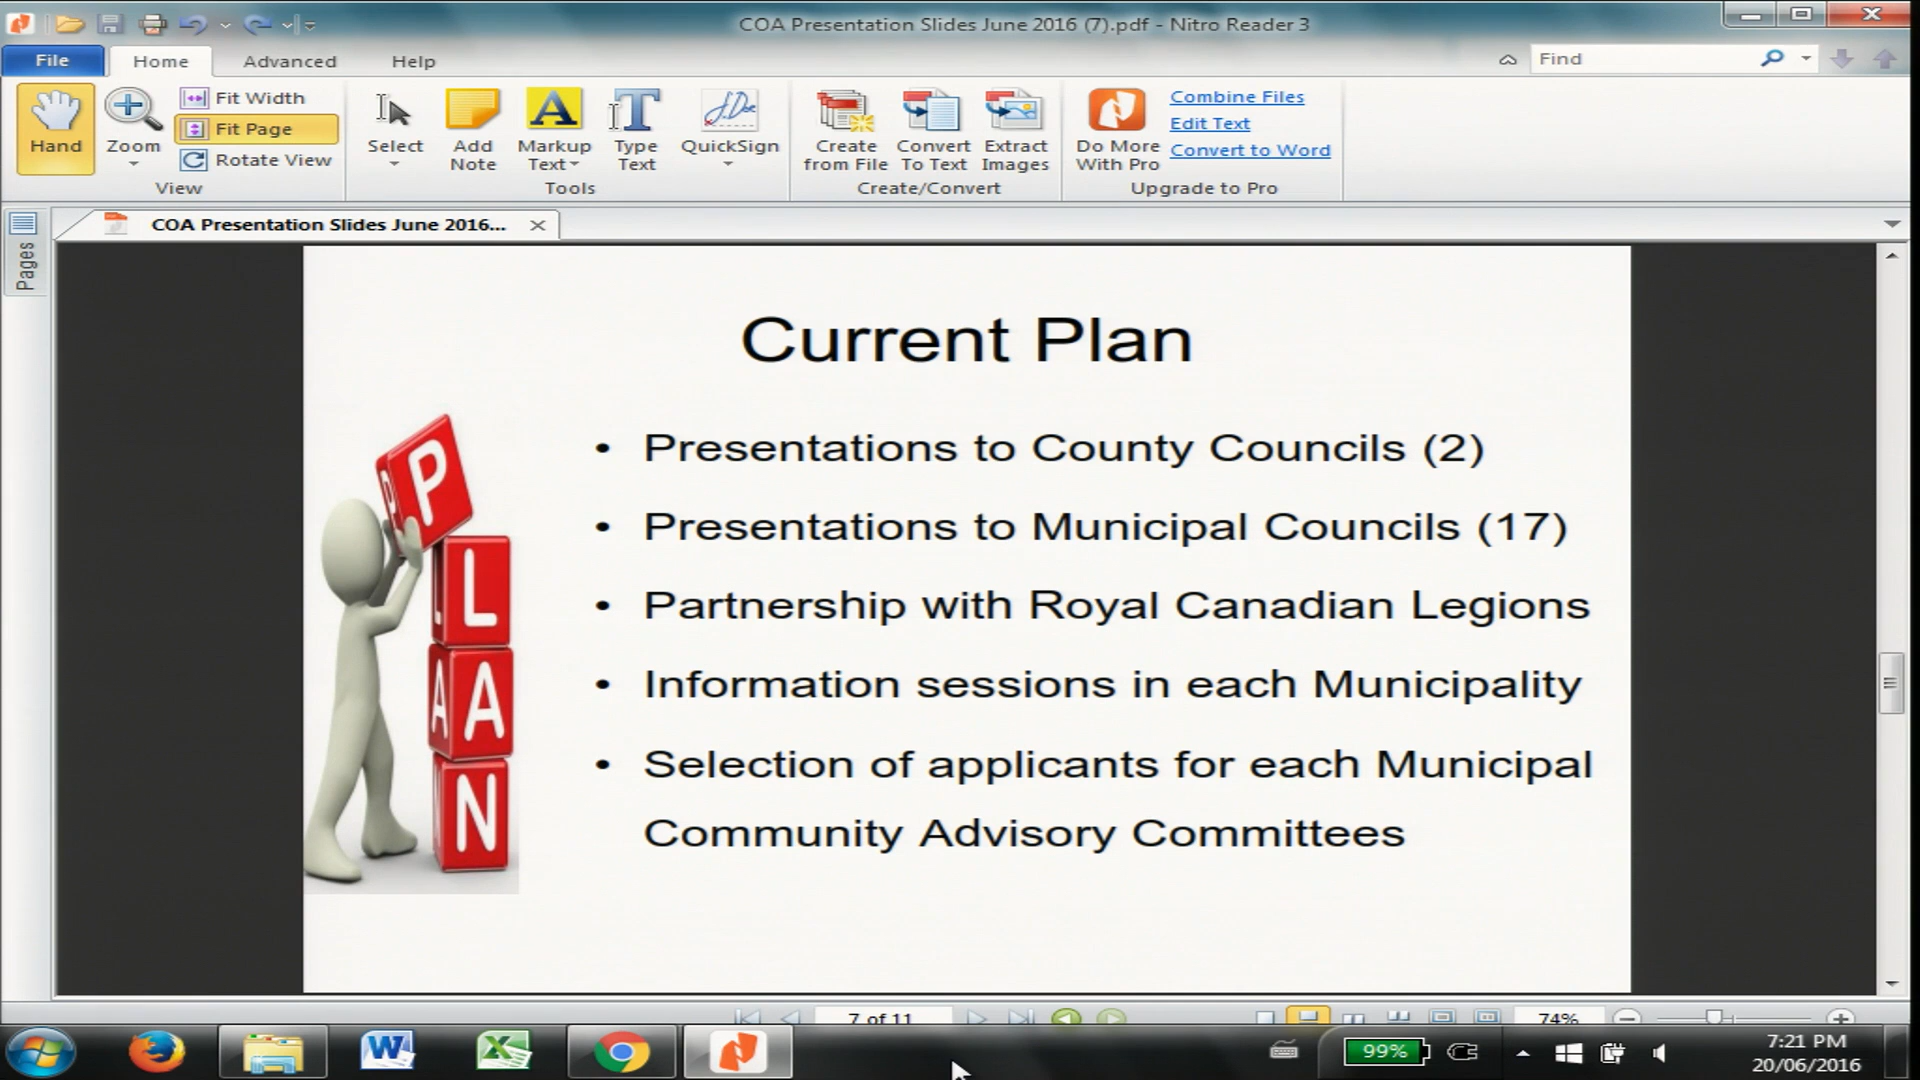 COA Presentation Slides June 2016 (7).pdf - Nitro Reader 3
File Home Advanced Help Find
Hand
Zoom
Fit Width
Fit Page
Rotate View
View
Select
Add Note
Markup Text
Type Text
QuickSign
Tools
Create from File
Convert To Text
Extract Images
Create/Convert
Do More With Pro
Combine Files
Edit Text
Convert to Word
Upgrade to Pro
COA Presentation Slides June 2016...
Pages
Current Plan
P
L
A
N
• Presentations to County Councils (2)
• Presentations to Municipal Councils (17)
• Partnership with Royal Canadian Legions
• Information sessions in each Municipality
• Selection of applicants for each Municipal
Community Advisory Committees
7 of 11
74%
99%
7:21 PM
20/06/2016